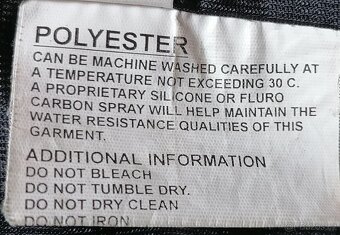 POLYESTER
CAN BE MACHINE WASHED CAREFULLY AT
A TEMPERATURE NOT EXCEEDING 30 C.
A PROPRIETARY SILICONE OR FLURO
CARBON SPRAY WILL HELP MAINTAIN THE
WATER RESISTANCE QUALITIES OF THIS
GARMENT.
ADDITIONAL INFORMATION
DO NOT BLEACH
DO NOT TUMBLE DRY.
DO NOT DRY CLEAN
DO NOT IRON